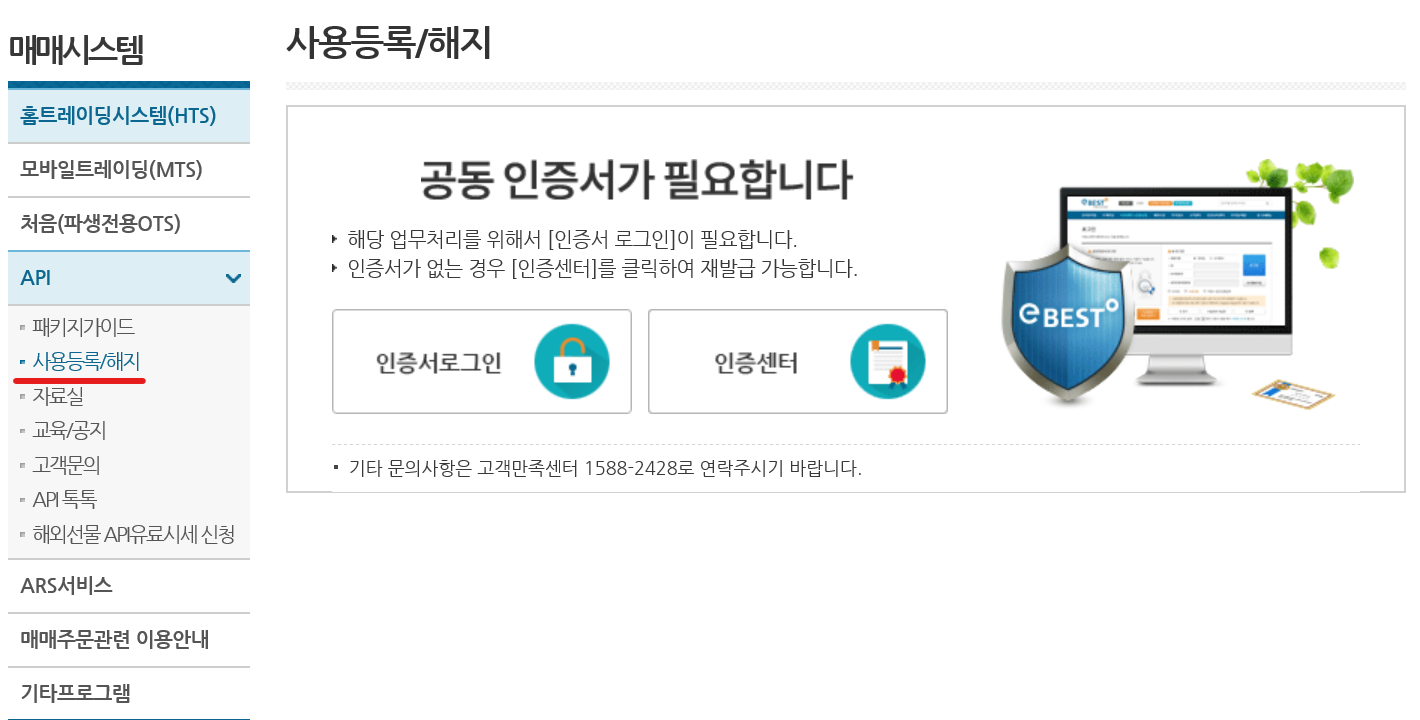 매매시스템
홈트레이딩시스템(HTS)
모바일트레이딩(MTS)
처음(파생전용OTS)
API
패키지가이드
사용등록/해지
자료실
교육/공지
고객문의
API 톡톡
해외선물 API유료시세 신청
ARS서비스
매매주문관련 이용안내
기타프로그램
사용등록/해지
공동 인증서가 필요합니다
해당 업무처리를 위해서 [인증서 로그인]이 필요합니다.
인증서가 없는 경우 [인증센터]를 클릭하여 재발급 가능합니다.
인증서로그인
인증센터
eBEST
eBEST
기타 문의사항은 고객만족센터 1588-2428로 연락주시기 바랍니다.